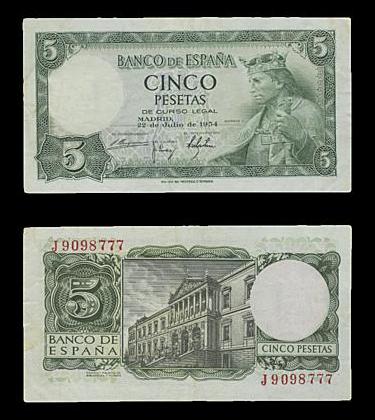 5
5
BANCO DE ESPAÑA
CINCO
PESETAS
DE CURSO LEGAL
MADRID,
22 de Julio de 1954
5
5
J9098777
5
BANCO DE
ESPAÑA
CINCO PESETAS
J9098777